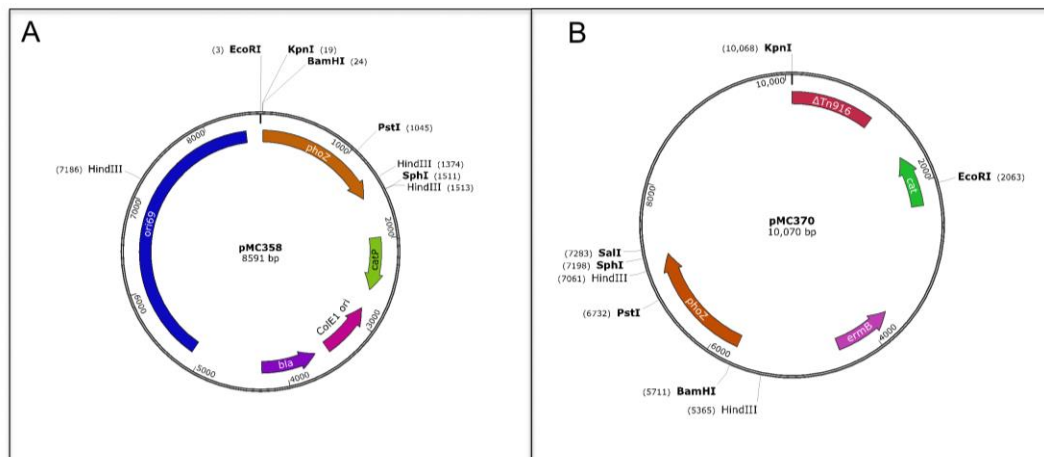 A
(3) EcoRI
KpnI (19)
BamHI (24)
PstI (1045)
HindIII (1374)
SphI (1511)
HindIII (1513)
(7186) HindIII
1000
2000
3000
4000
5000
6000
7000
8000
phoZ
catP
ColE1 ori
bla
ori69
pMC358
8591 bp
B
(10,068) KpnI
10,000
ΔTn916
2000
cat
EcoRI (2063)
8000
pMC370
10,070 bp
(7283) SalI
(7198) SphI
(7061) HindIII
(6732) PstI
phoZ
6000
ermB
4000
(5711) BamHI
(5365) HindIII